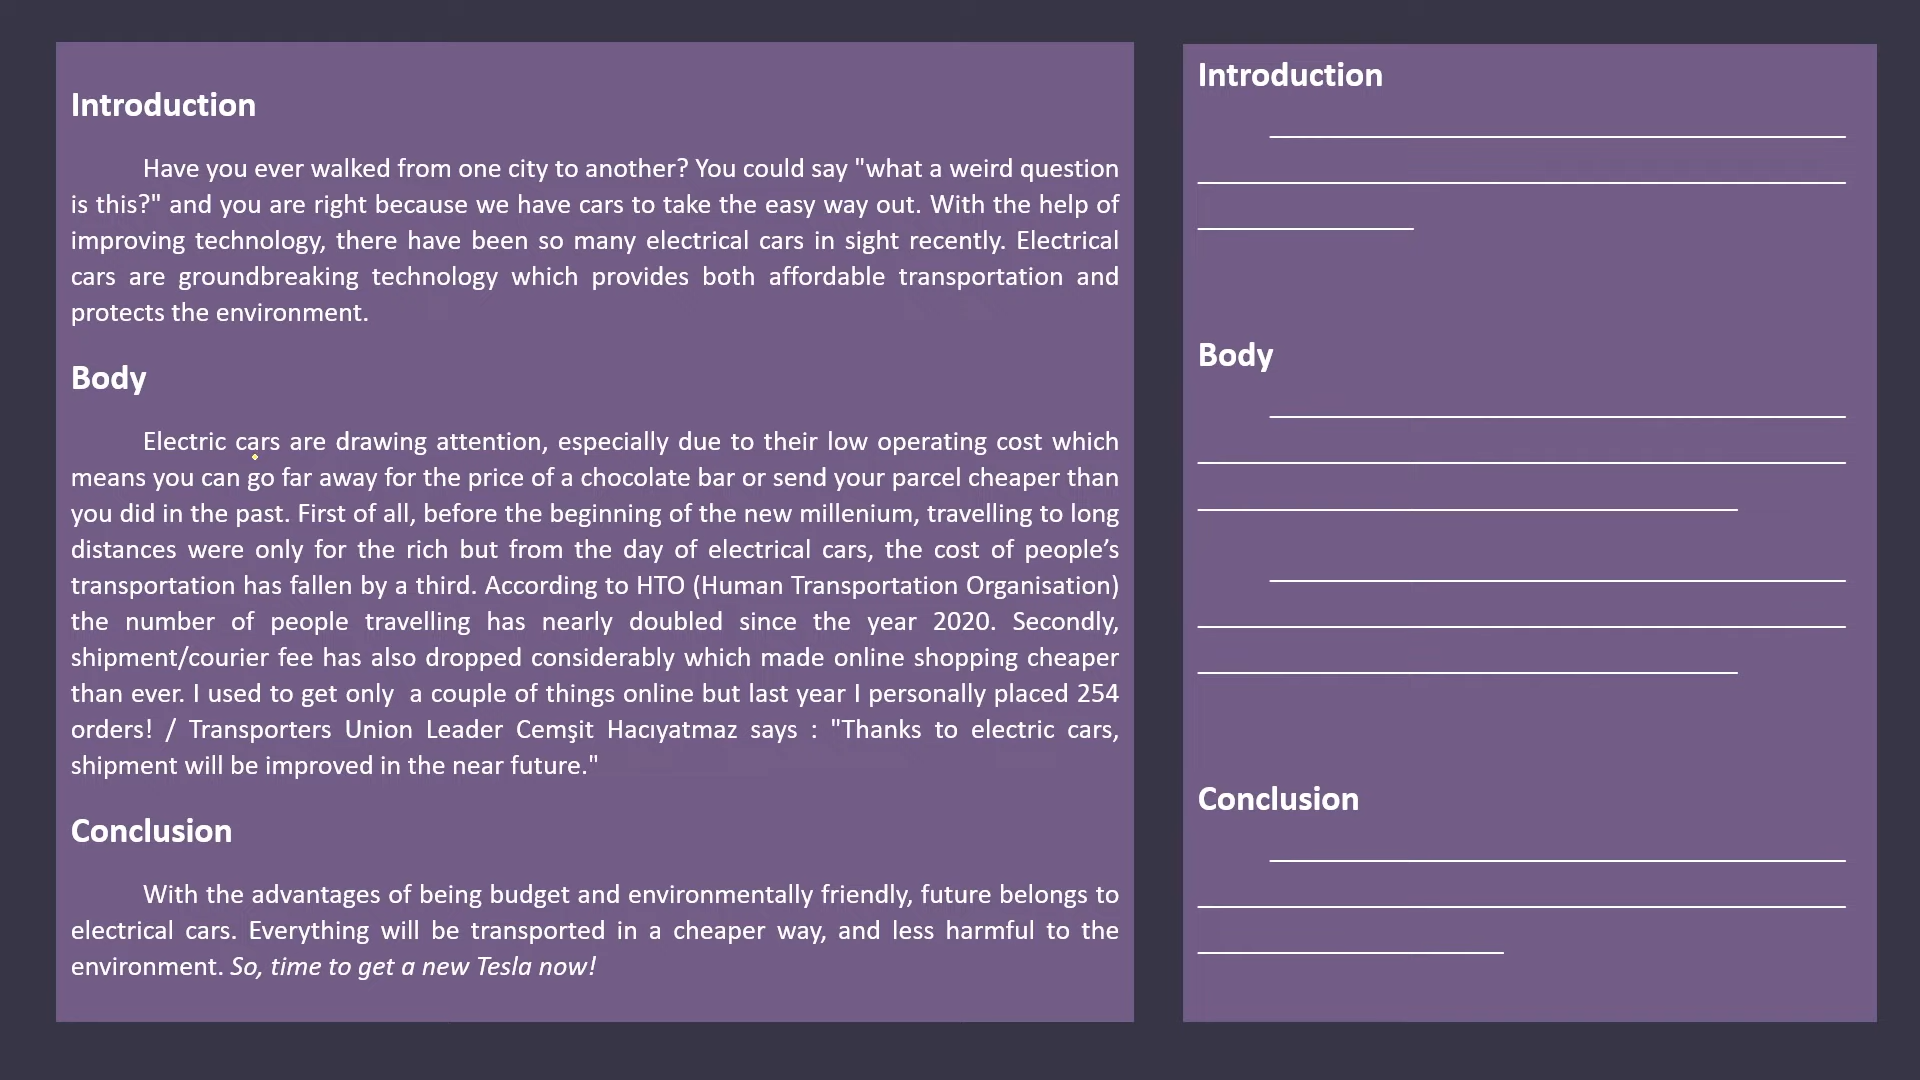 Introduction
Have you ever walked from one city to another? You could say "what a weird question
is this?" and you are right because we have cars to take the easy way out. With the help of
improving technology, there have been so many electrical cars in sight recently. Electrical
cars are groundbreaking technology which provides both affordable transportation and
protects the environment.
Body
Electric cars are drawing attention, especially due to their low operating cost which
means you can go far away for the price of a chocolate bar or send your parcel cheaper than
you did in the past. First of all, before the beginning of the new millenium, travelling to long
distances were only for the rich but from the day of electrical cars, the cost of people’s
transportation has fallen by a third. According to HTO (Human Transportation Organisation)
the number of people travelling has nearly doubled since the year 2020. Secondly,
shipment/courier fee has also dropped considerably which made online shopping cheaper
than ever. I used to get only  a couple of things online but last year I personally placed 254
orders! / Transporters Union Leader Cemşit Hacıyatmaz says : "Thanks to electric cars,
shipment will be improved in the near future."
Conclusion
With the advantages of being budget and environmentally friendly, future belongs to
electrical cars. Everything will be transported in a cheaper way, and less harmful to the
environment. So, time to get a new Tesla now!
Introduction
Body
Conclusion